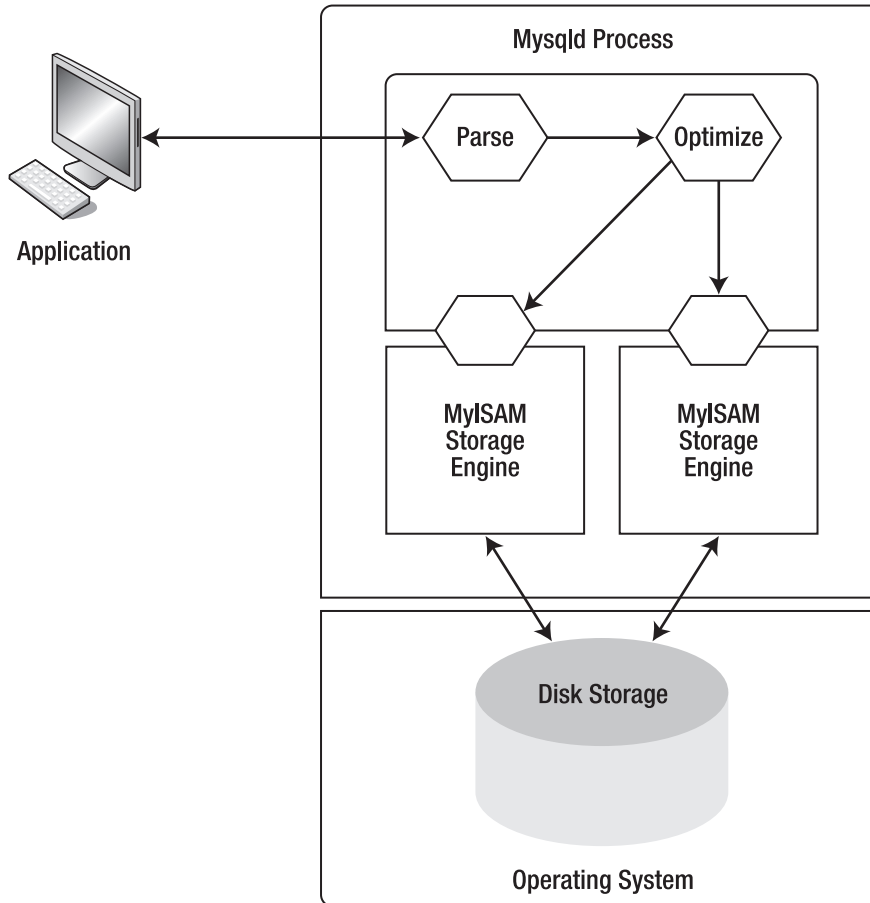 Mysqld Process
Parse
Optimize
Application
MyISAM
Storage
Engine
MyISAM
Storage
Engine
Disk Storage
Operating System